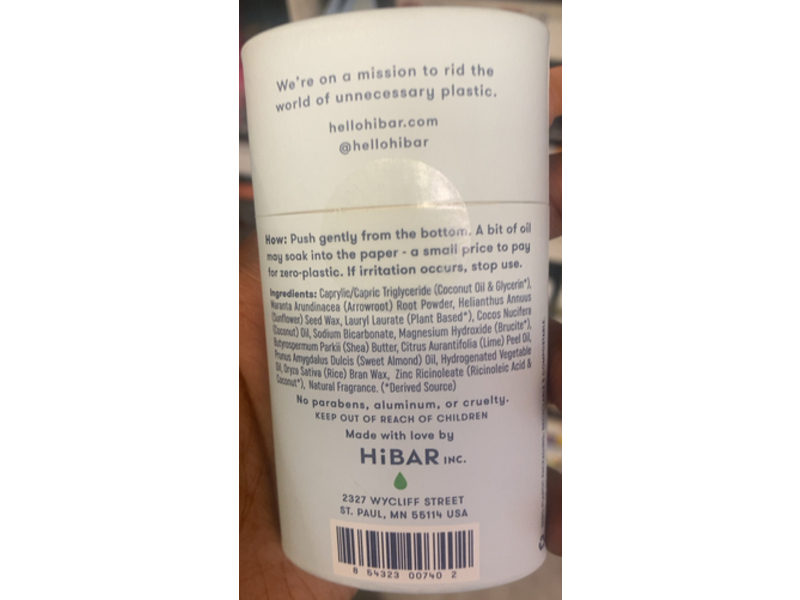 We're on a mission to rid the
world of unnecessary plastic.
hellohibar.com
@hellohibar
How: Push gently from the bottom. A bit of oil
may soak into the paper - a small price to pay
for zero-plastic. If irritation occurs, stop use.
Ingredients: Caprylic/Capric Triglyceride (Coconut Oil & Glycerin*),
Maranta Arundinacea (Arrowroot) Root Powder, Helianthus Annuus
(Sunflower) Seed Wax, Lauryl Laurate (Plant Based*), Cocos Nucifera
(Coconut) Oil, Sodium Bicarbonate, Magnesium Hydroxide (Brucite*),
Butyrospermum Parkii (Shea) Butter, Citrus Aurantifolia (Lime) Peel Oil,
Prunus Amygdalus Dulcis (Sweet Almond) Oil, Hydrogenated Vegetable
Oil, Oryza Sativa (Rice) Bran Wax, Zinc Ricinoleate (Ricinoleic Acid &
Coconut*), Natural Fragrance. (*Derived Source)
No parabens, aluminum, or cruelty.
KEEP OUT OF REACH OF CHILDREN
Made with love by
HiBAR INC.
2327 WYCLIFF STREET
ST. PAUL, MN 55114 USA
8 54323 00740 2